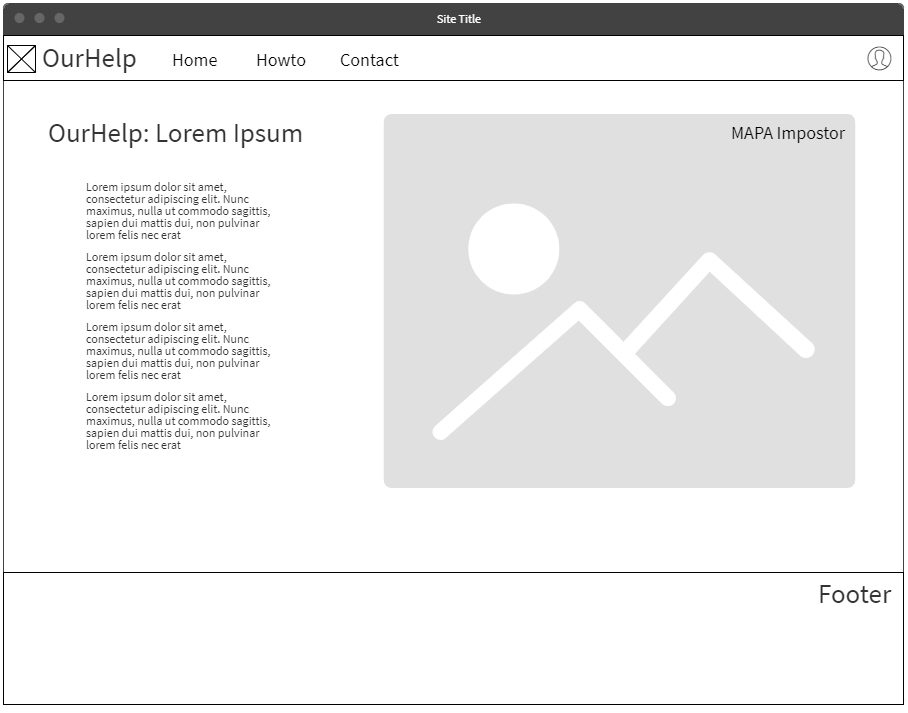 Site Title
OurHelp
Home
Howto
Contact
OurHelp: Lorem Ipsum
MAPA Impostor
Lorem ipsum dolor sit amet,
consectetur adipiscing elit. Nunc
maximus, nulla ut commodo sagittis,
sapien dui mattis dui, non pulvinar
lorem felis nec erat
Lorem ipsum dolor sit amet,
consectetur adipiscing elit. Nunc
maximus, nulla ut commodo sagittis,
sapien dui mattis dui, non pulvinar
lorem felis nec erat
Lorem ipsum dolor sit amet,
consectetur adipiscing elit. Nunc
maximus, nulla ut commodo sagittis,
sapien dui mattis dui, non pulvinar
lorem felis nec erat
Lorem ipsum dolor sit amet,
consectetur adipiscing elit. Nunc
maximus, nulla ut commodo sagittis,
sapien dui mattis dui, non pulvinar
lorem felis nec erat
Footer